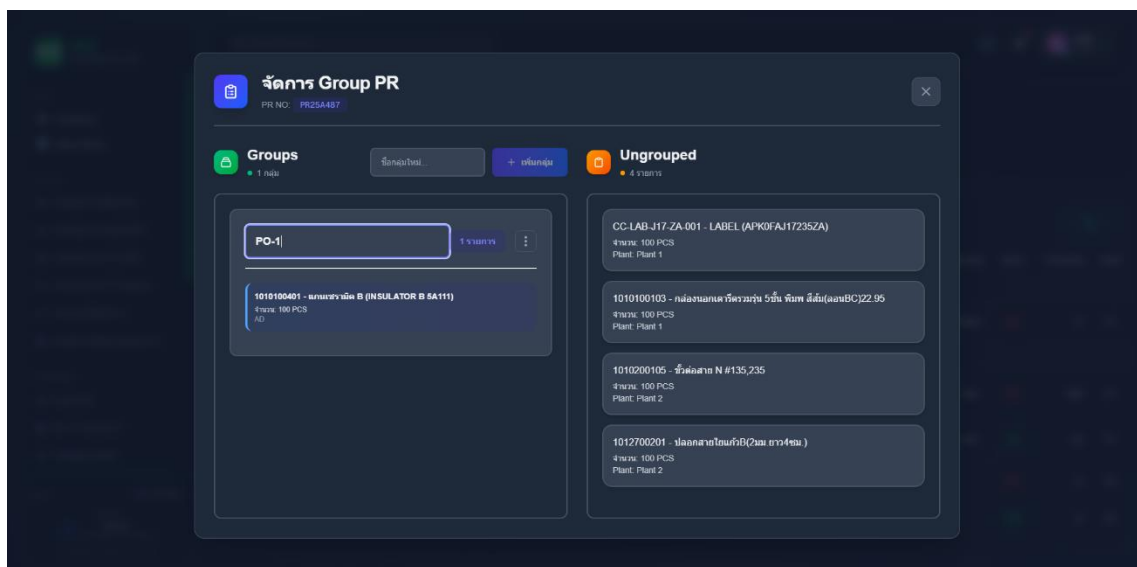 จัดการ Group PR
PR NO: PR25A487
Groups
1 กลุ่ม
ชื่อกลุ่มใหม่...
+ เพิ่มกลุ่ม
PO-1
1 รายการ
1010100401 - แกนเซรามิค B (INSULATOR B 5A111)
จำนวน: 100 PCS
AD
Ungrouped
4 รายการ
CC-LAB-J17-ZA-001 - LABEL (APK0FAJ17235ZA)
จำนวน: 100 PCS
Plant: Plant 1
1010100103 - กล่องนอกเตารีดรวมรุ่น 5ชั้น พิมพ์ สีส้ม(ลอนBC)22.95
จำนวน: 100 PCS
Plant: Plant 1
1010200105 - ขั้วต่อสาย N #135,235
จำนวน: 100 PCS
Plant: Plant 2
1012700201 - ปลอกสายใยแก้วB(2มม.ยาว4ซม.)
จำนวน: 100 PCS
Plant: Plant 2